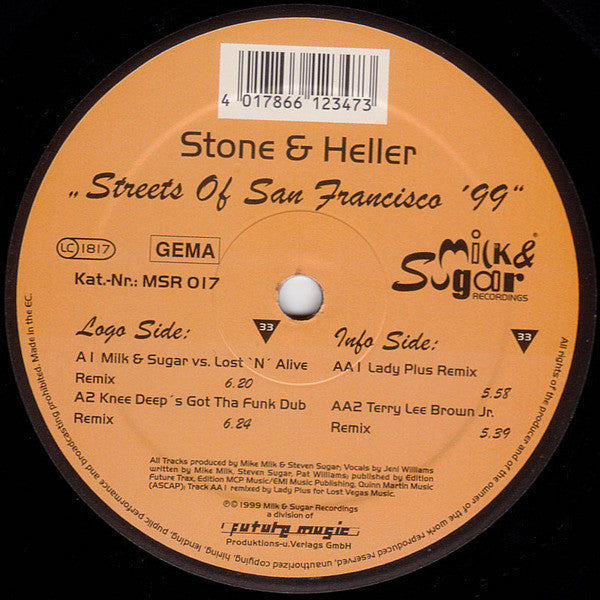 4 017866 123473
Stone & Heller
„Streets Of San Francisco ´99“
LC 1817
GEMA
Kat.-Nr.: MSR 017
Milk &
Sugar ®
RECORDINGS
Logo Side: 33
A1 Milk & Sugar vs. Lost `N´ Alive
Remix 6.20
A2 Knee Deep´s Got Tha Funk Dub
Remix 6.24
Info Side: 33
AA1 Lady Plus Remix
5.58
AA2 Terry Lee Brown Jr.
Remix 5.39
All Tracks produced by Mike Milk & Steven Sugar; Vocals by Jeni Williams
written by Mike Milk, Steven Sugar, Pat Williams; published by Edition
Future Trax, Edition MCP Music/EMI Music Publishing, Quinn Martin Music
(ASCAP); Track AA1 remixed by Lady Plus for Lost Vegas Music.
℗ © 1999 Milk & Sugar Recordings
a division of
future music
Produktions-u.Verlags GmbH
All rights of the producer and of the owner of the work reproduced reserved, unauthorized copying, hiring, lending, puplic performance and broadcasting prohibited. Made in the EC.